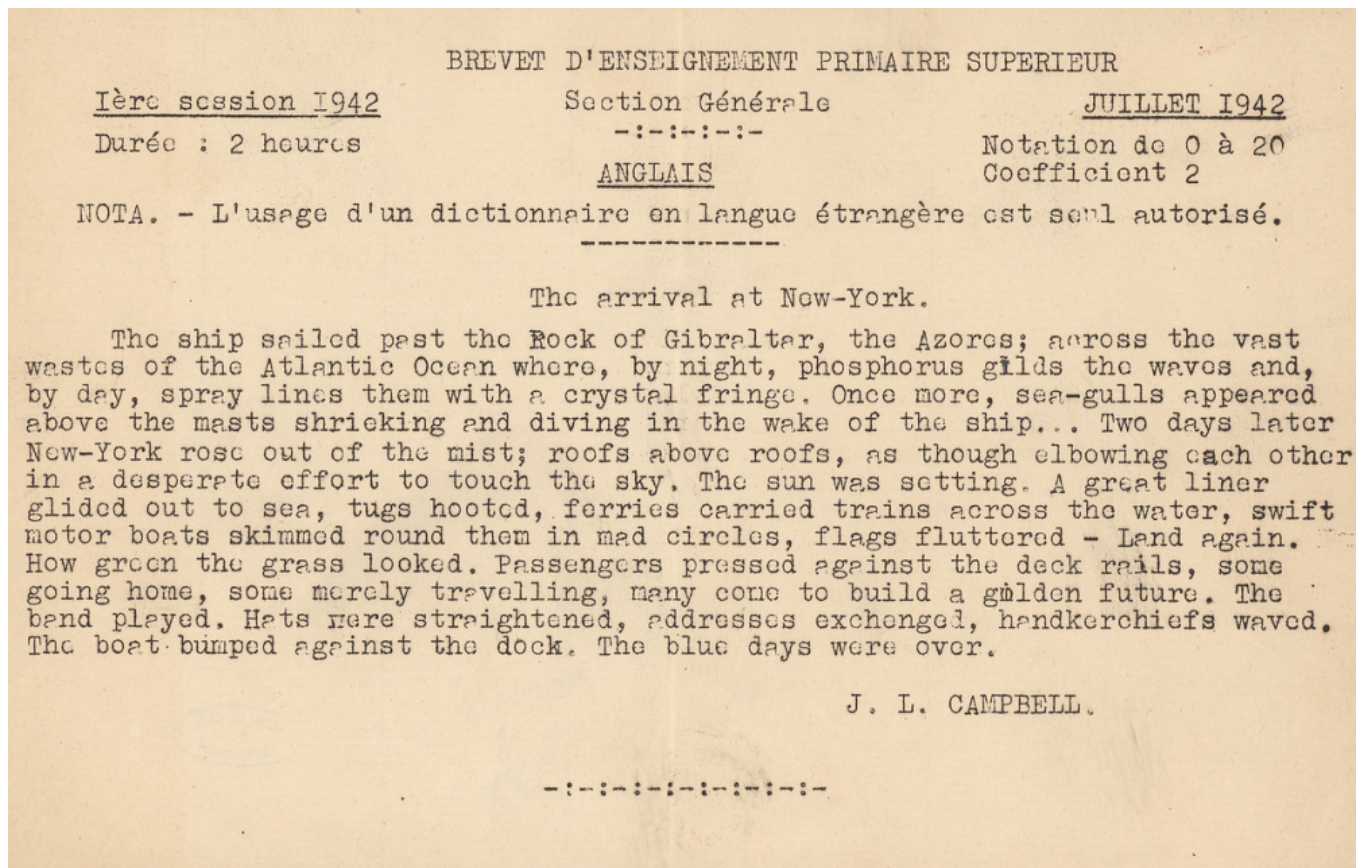 BREVET D'ENSEIGNEMENT PRIMAIRE SUPERIEUR
Ière session I942 Section Générale JUILLET I942
-:-:-:-:-
Durée : 2 heures Notation de 0 à 20
ANGLAIS Coefficient 2
NOTA. - L'usage d'un dictionnaire en langue étrangère est seul autorisé.
------------
The arrival at New-York.
The ship sailed past the Rock of Gibraltar, the Azores; across the vast
wastes of the Atlantic Ocean where, by night, phosphorus gilds the waves and,
by day, spray lines them with a crystal fringe. Once more, sea-gulls appeared
above the masts shrieking and diving in the wake of the ship... Two days later
New-York rose out of the mist; roofs above roofs, as though elbowing each other
in a desperate effort to touch the sky. The sun was setting. A great liner
glided out to sea, tugs hooted, ferries carried trains across the water, swift
motor boats skimmed round them in mad circles, flags fluttered - Land again.
How green the grass looked. Passengers pressed against the deck rails, some
going home, some merely travelling, many come to build a golden future. The
band played. Hats were straightened, addresses exchanged, handkerchiefs waved.
The boat bumped against the dock. The blue days were over.
J. L. CAMPBELL.
-:-:-:-:-:-:-:-:-